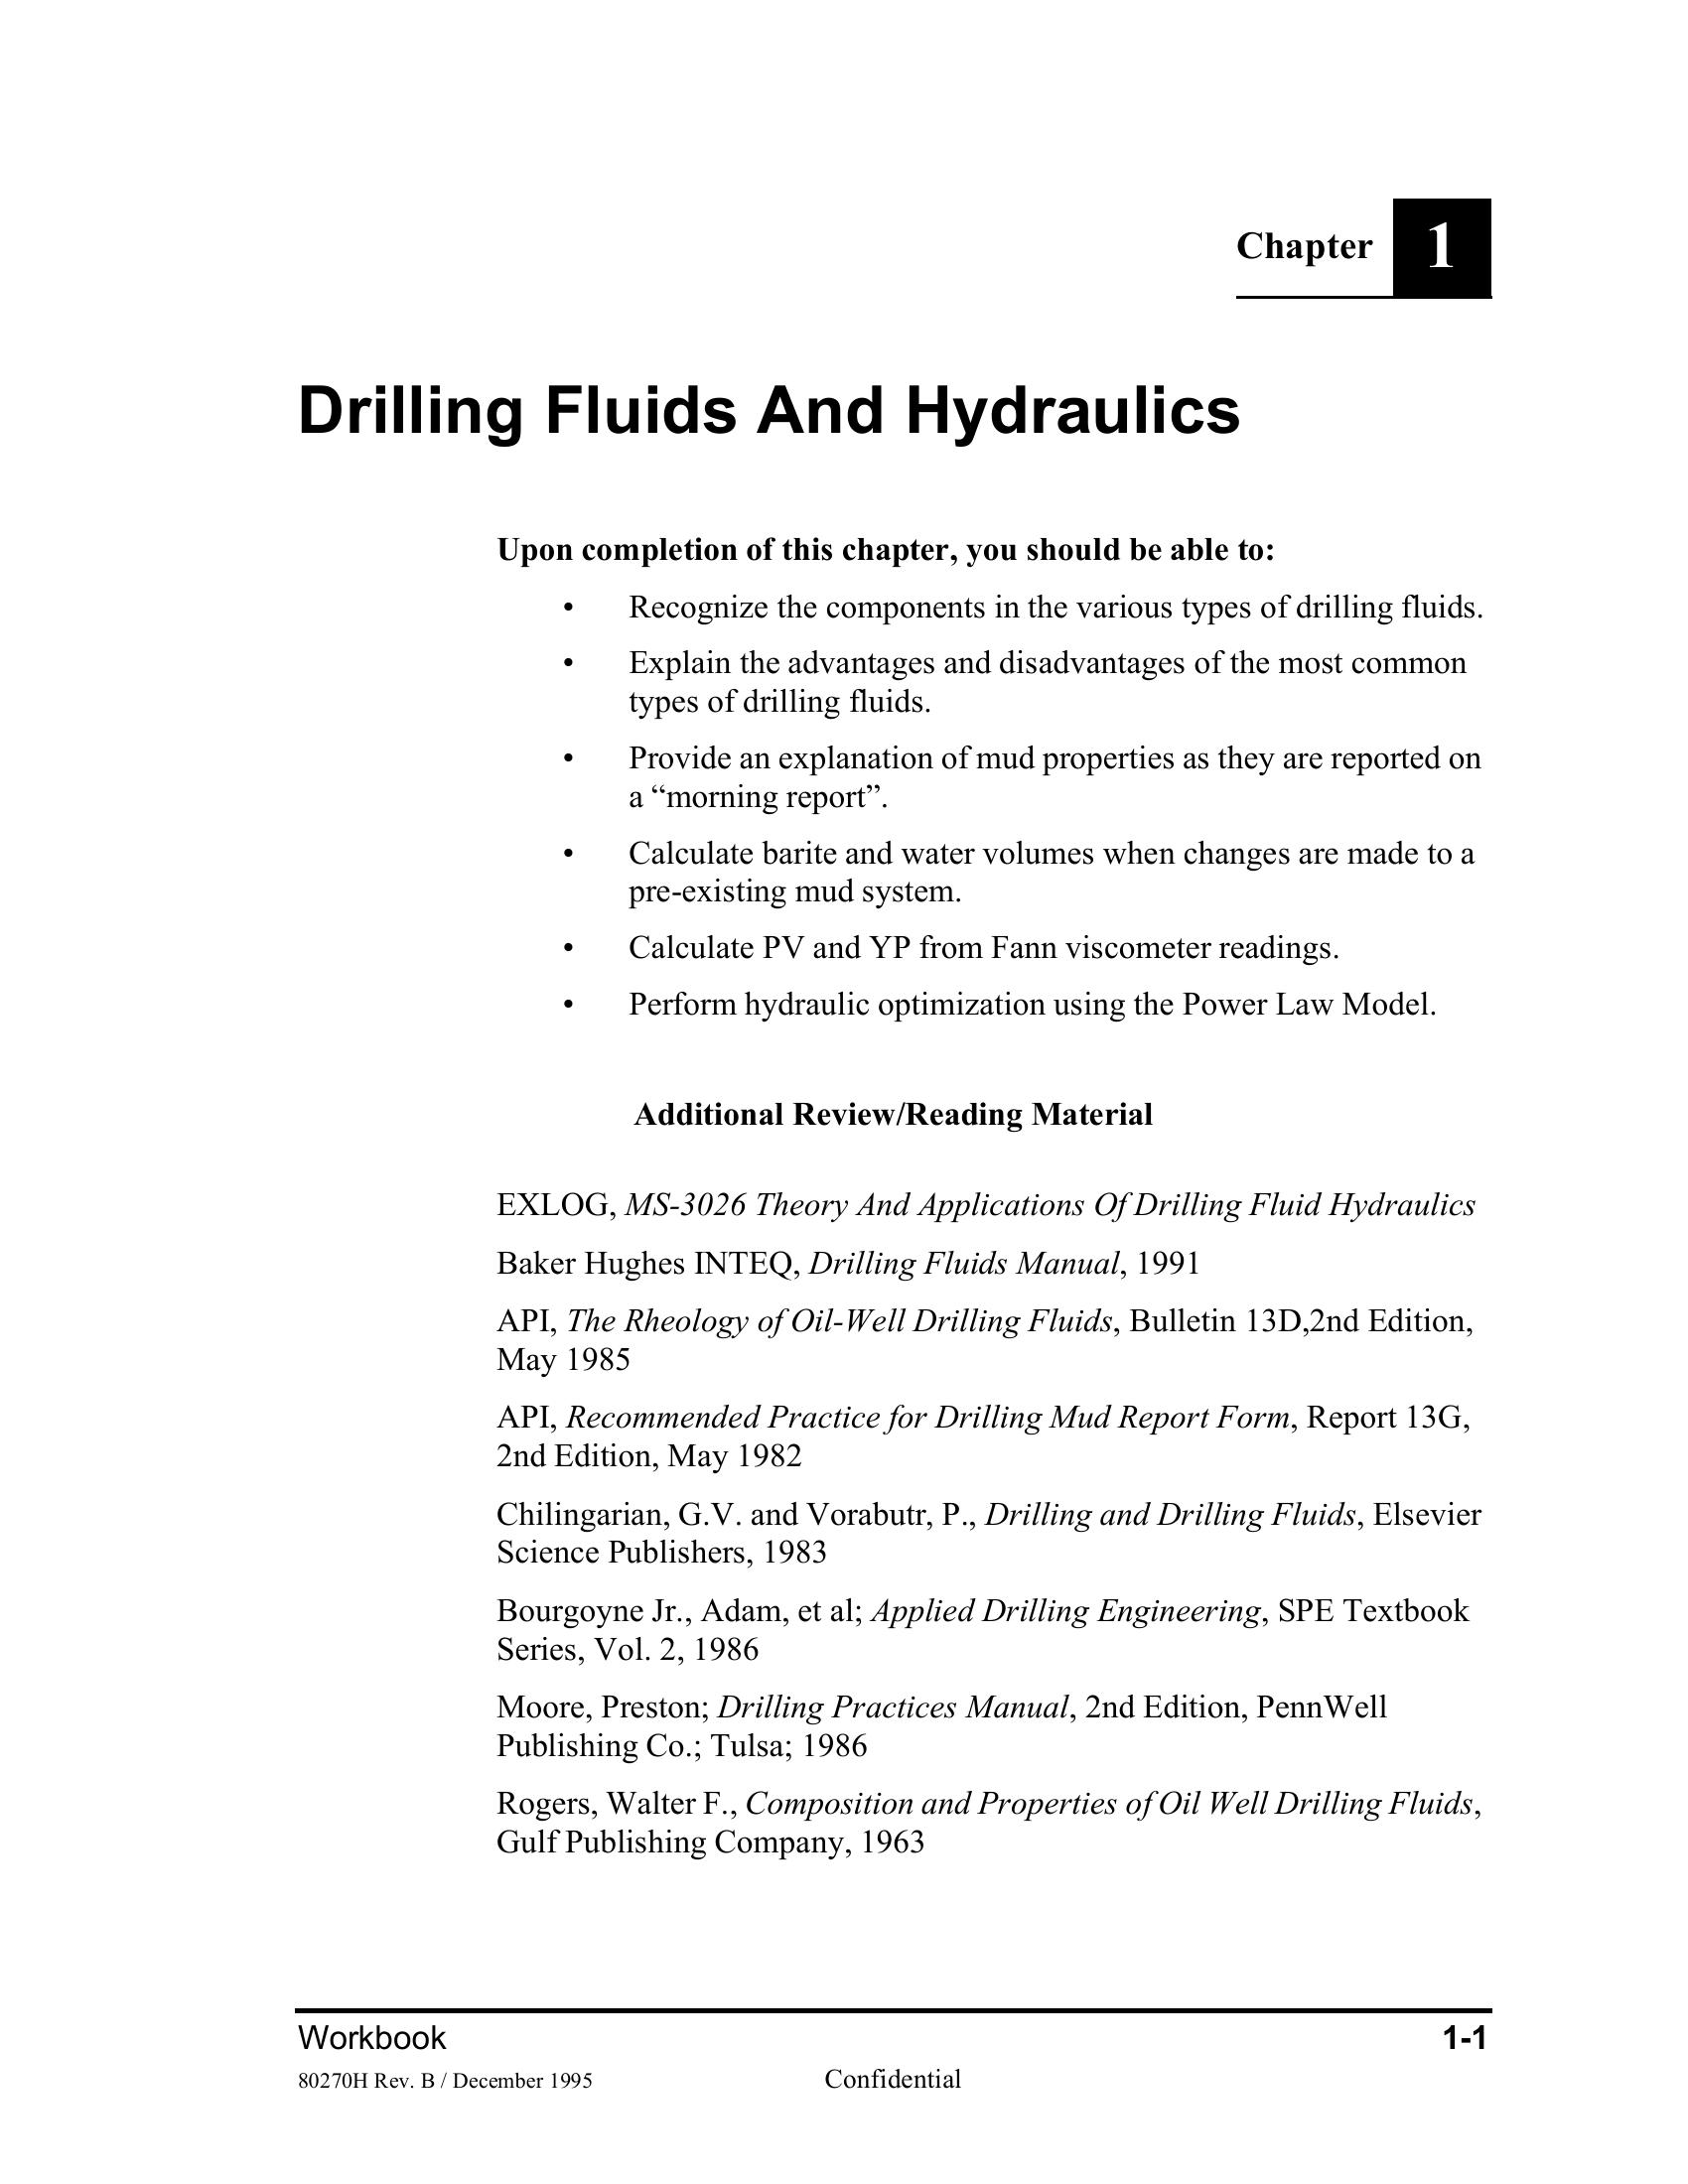 Chapter 1
Drilling Fluids And Hydraulics
Upon completion of this chapter, you should be able to:
• Recognize the components in the various types of drilling fluids.
• Explain the advantages and disadvantages of the most common
types of drilling fluids.
• Provide an explanation of mud properties as they are reported on
a “morning report”.
• Calculate barite and water volumes when changes are made to a
pre-existing mud system.
• Calculate PV and YP from Fann viscometer readings.
• Perform hydraulic optimization using the Power Law Model.
Additional Review/Reading Material
EXLOG, MS-3026 Theory And Applications Of Drilling Fluid Hydraulics
Baker Hughes INTEQ, Drilling Fluids Manual, 1991
API, The Rheology of Oil-Well Drilling Fluids, Bulletin 13D,2nd Edition,
May 1985
API, Recommended Practice for Drilling Mud Report Form, Report 13G,
2nd Edition, May 1982
Chilingarian, G.V. and Vorabutr, P., Drilling and Drilling Fluids, Elsevier
Science Publishers, 1983
Bourgoyne Jr., Adam, et al; Applied Drilling Engineering, SPE Textbook
Series, Vol. 2, 1986
Moore, Preston; Drilling Practices Manual, 2nd Edition, PennWell
Publishing Co.; Tulsa; 1986
Rogers, Walter F., Composition and Properties of Oil Well Drilling Fluids,
Gulf Publishing Company, 1963
Workbook 1-1
80270H Rev. B / December 1995 Confidential